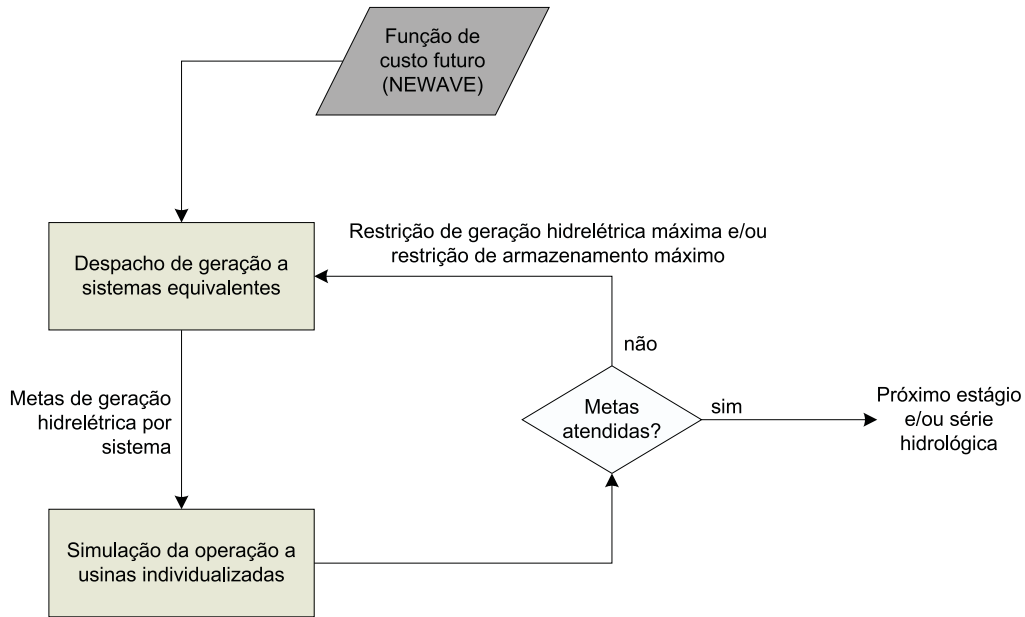 Função de
custo futuro
(NEWAVE)
Restrição de geração hidrelétrica máxima e/ou
restrição de armazenamento máximo
Despacho de geração a
sistemas equivalentes
não
Metas de geração
hidrelétrica por
sistema
Metas
atendidas?
sim
Próximo estágio
e/ou série
hidrológica
Simulação da operação a
usinas individualizadas